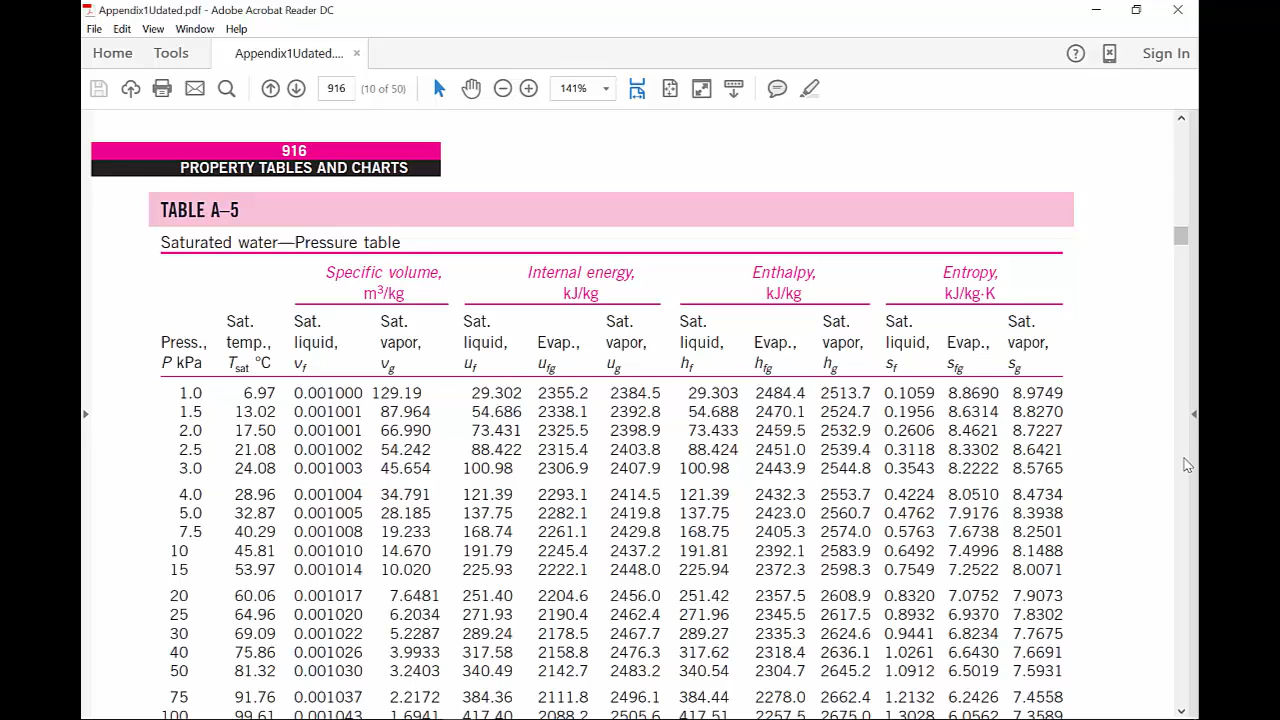 Appendix1Udated.pdf - Adobe Acrobat Reader DC
File Edit View Window Help
Home Tools Appendix1Udated.... × Sign In
916 (10 of 50) 141%
916
PROPERTY TABLES AND CHARTS
TABLE A–5
Saturated water—Pressure table
Specific volume, Internal energy, Enthalpy, Entropy,
m³/kg kJ/kg kJ/kg kJ/kg·K
Sat. Sat. Sat. Sat. Sat. Sat. Sat. Sat. Sat.
Press., temp., liquid, vapor, liquid, Evap., vapor, liquid, Evap., vapor, liquid, Evap., vapor,
P kPa Tsat °C vf vg uf ufg ug hf hfg hg sf sfg sg
1.0 6.97 0.001000 129.19 29.302 2355.2 2384.5 29.303 2484.4 2513.7 0.1059 8.8690 8.9749
1.5 13.02 0.001001 87.964 54.686 2338.1 2392.8 54.688 2470.1 2524.7 0.1956 8.6314 8.8270
2.0 17.50 0.001001 66.990 73.431 2325.5 2398.9 73.433 2459.5 2532.9 0.2606 8.4621 8.7227
2.5 21.08 0.001002 54.242 88.422 2315.4 2403.8 88.424 2451.0 2539.4 0.3118 8.3302 8.6421
3.0 24.08 0.001003 45.654 100.98 2306.9 2407.9 100.98 2443.9 2544.8 0.3543 8.2222 8.5765
4.0 28.96 0.001004 34.791 121.39 2293.1 2414.5 121.39 2432.3 2553.7 0.4224 8.0510 8.4734
5.0 32.87 0.001005 28.185 137.75 2282.1 2419.8 137.75 2423.0 2560.7 0.4762 7.9176 8.3938
7.5 40.29 0.001008 19.233 168.74 2261.1 2429.8 168.75 2405.3 2574.0 0.5763 7.6738 8.2501
10 45.81 0.001010 14.670 191.79 2245.4 2437.2 191.81 2392.1 2583.9 0.6492 7.4996 8.1488
15 53.97 0.001014 10.020 225.93 2222.1 2448.0 225.94 2372.3 2598.3 0.7549 7.2522 8.0071
20 60.06 0.001017 7.6481 251.40 2204.6 2456.0 251.42 2357.5 2608.9 0.8320 7.0752 7.9073
25 64.96 0.001020 6.2034 271.93 2190.4 2462.4 271.96 2345.5 2617.5 0.8932 6.9370 7.8302
30 69.09 0.001022 5.2287 289.24 2178.5 2467.7 289.27 2335.3 2624.6 0.9441 6.8234 7.7675
40 75.86 0.001026 3.9933 317.58 2158.8 2476.3 317.62 2318.4 2636.1 1.0261 6.6430 7.6691
50 81.32 0.001030 3.2403 340.49 2142.7 2483.2 340.54 2304.7 2645.2 1.0912 6.5019 7.5931
75 91.76 0.001037 2.2172 384.36 2111.8 2496.1 384.44 2278.0 2662.4 1.2132 6.2426 7.4558
100 99.61 0.001043 1.6941 417.40 2088.2 2505.6 417.51 2257.5 2675.0 1.3028 6.0562 7.3589